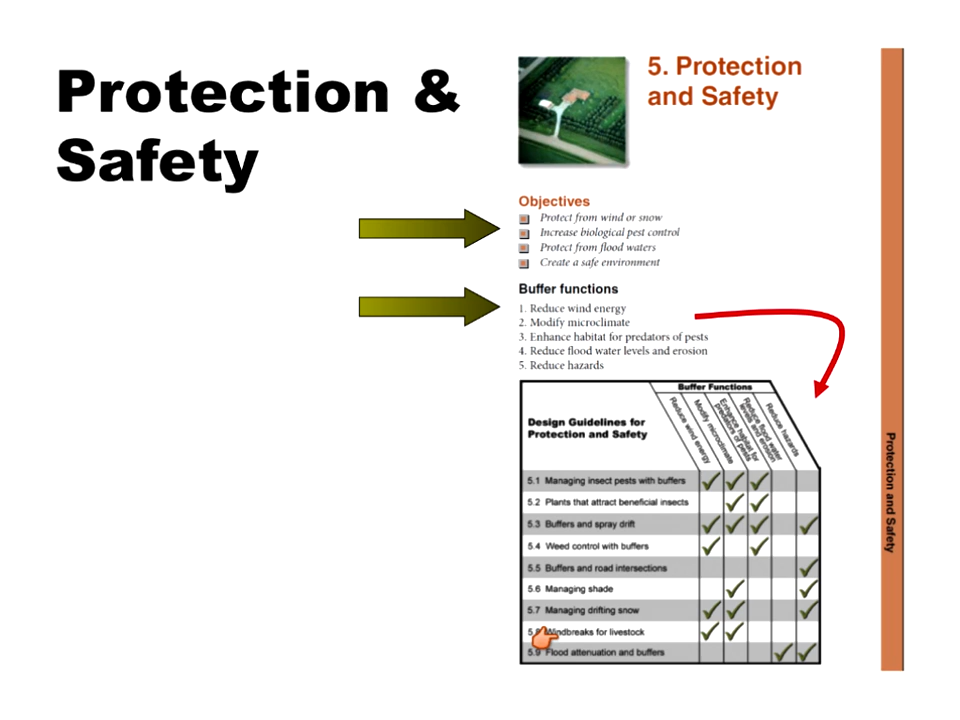 Protection &
Safety
5. Protection
and Safety
Objectives
Protect from wind or snow
Increase biological pest control
Protect from flood waters
Create a safe environment
Buffer functions
1. Reduce wind energy
2. Modify microclimate
3. Enhance habitat for predators of pests
4. Reduce flood water levels and erosion
5. Reduce hazards
Buffer Functions
Reduce wind energy
Modify microclimate
Enhance habitat for
predators of pests
Reduce flood water
levels and erosion
Reduce hazards
Design Guidelines for
Protection and Safety
5.1 Managing insect pests with buffers
5.2 Plants that attract beneficial insects
5.3 Buffers and spray drift
5.4 Weed control with buffers
5.5 Buffers and road intersections
5.6 Managing shade
5.7 Managing drifting snow
5.8 Windbreaks for livestock
5.9 Flood attenuation and buffers
Protection and Safety